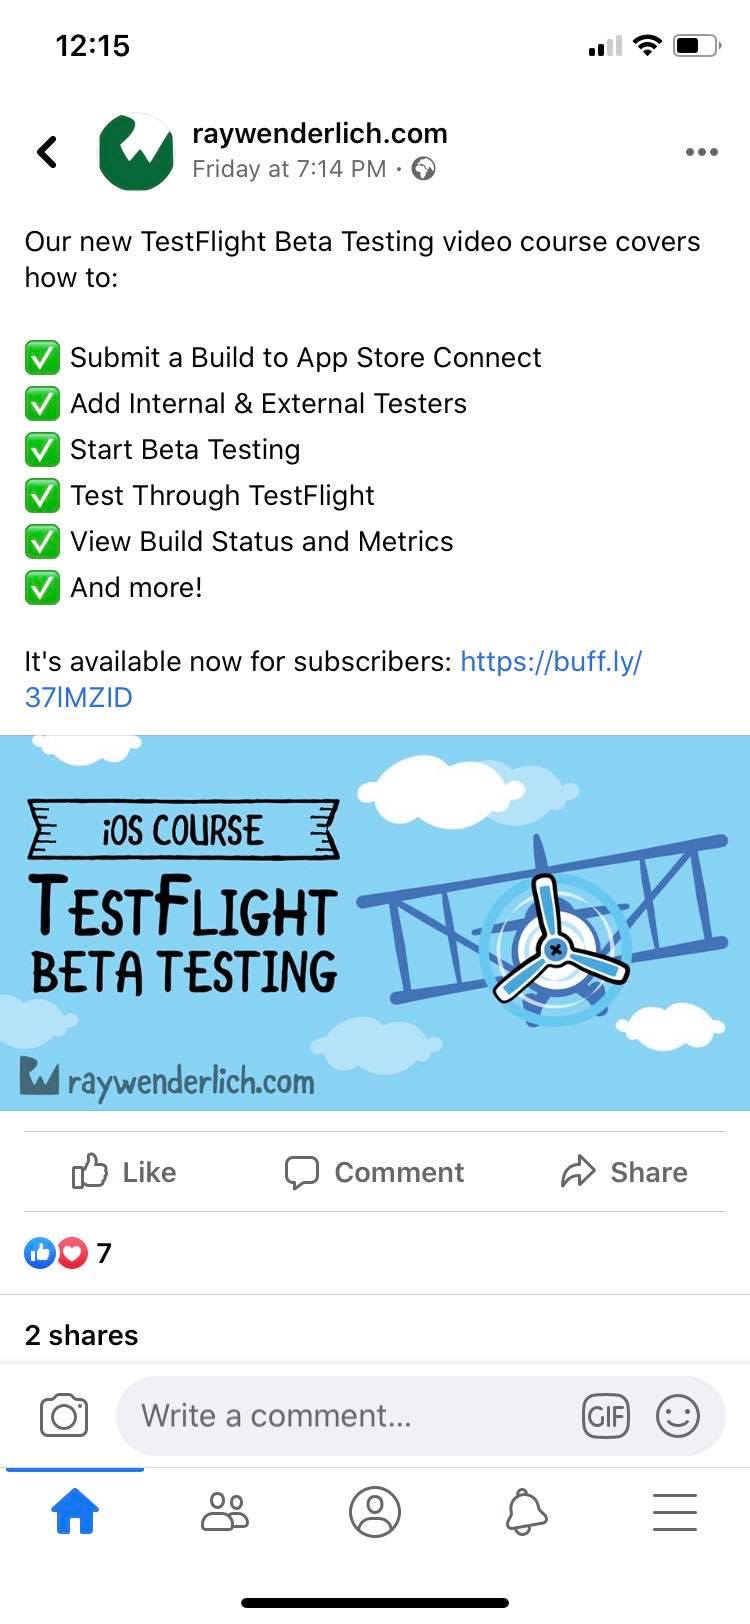 12:15
raywenderlich.com
Friday at 7:14 PM ·
Our new TestFlight Beta Testing video course covers
how to:
✅ Submit a Build to App Store Connect
✅ Add Internal & External Testers
✅ Start Beta Testing
✅ Test Through TestFlight
✅ View Build Status and Metrics
✅ And more!
It's available now for subscribers: https://buff.ly/
37lMZID
iOS COURSE
TESTFLIGHT
BETA TESTING
raywenderlich.com
Like
Comment
Share
7
2 shares
Write a comment...
GIF